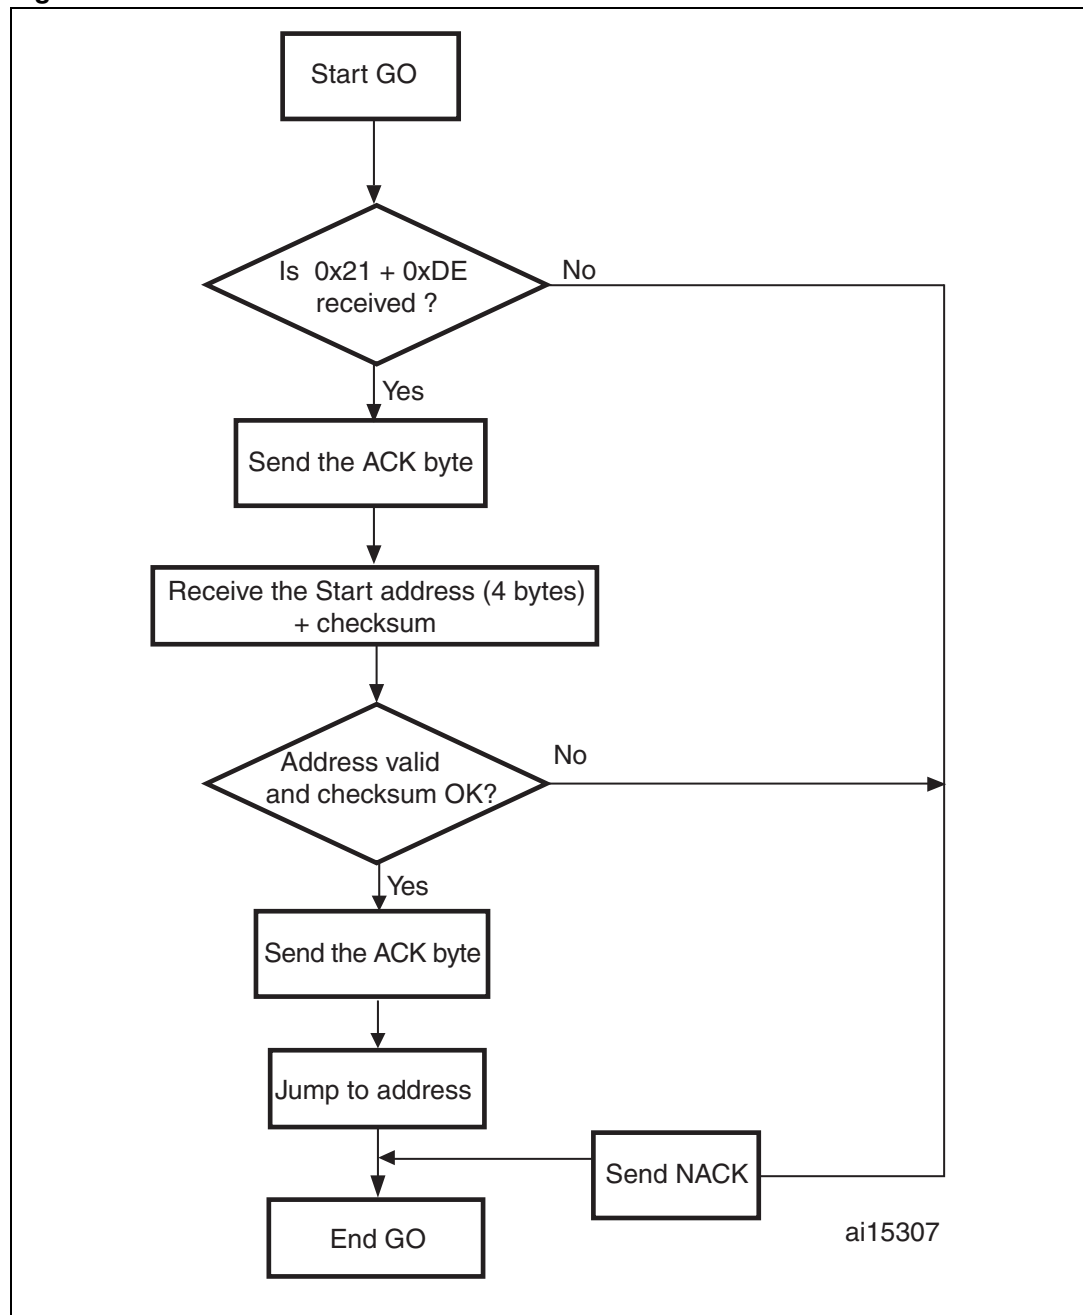 Start GO
Is 0x21 + 0xDE
received ?
No
Yes
Send the ACK byte
Receive the Start address (4 bytes)
+ checksum
Address valid
and checksum OK?
No
Yes
Send the ACK byte
Jump to address
Send NACK
End GO
ai15307